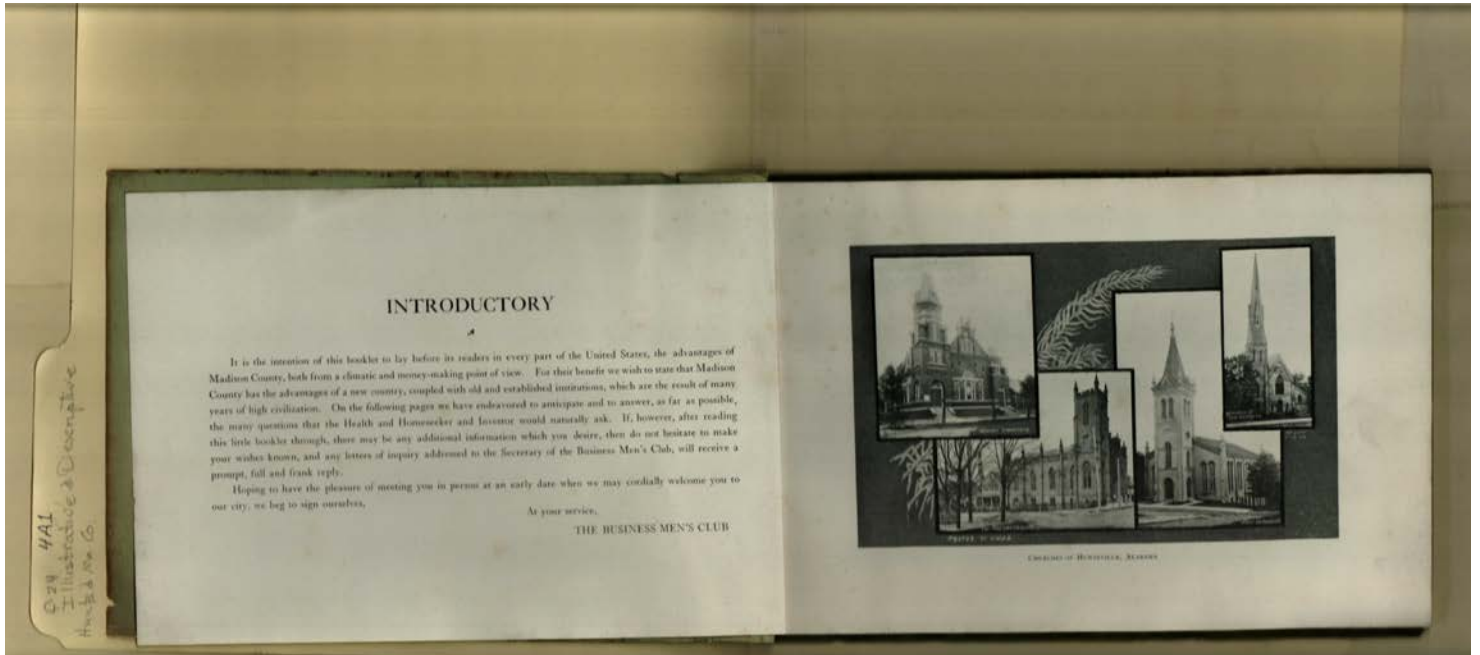 INTRODUCTORY
It is the intention of this booklet to lay before its readers in every part of the United States, the advantages of
Madison County, both from a climatic and money-making point of view. For their benefit we wish to state that Madison
County has the advantages of a new country, coupled with old and established institutions, which are the result of many
years of high civilization. On the following pages we have endeavored to anticipate and to answer, as far as possible,
the many questions that the Health and Homeseeker and Investor would naturally ask. If, however, after reading
this little booklet through, there may be any additional information which you desire, then do not hesitate to make
your wishes known, and any letters of inquiry addressed to the Secretary of the Business Men's Club, will receive a
prompt, full and frank reply.
Hoping to have the pleasure of meeting you in person at an early date when we may cordially welcome you to
our city, we beg to sign ourselves,
At your service,
THE BUSINESS MEN'S CLUB
CHURCHES OF HUNTSVILLE, ALABAMA
4A1
Illustrative & Descriptive